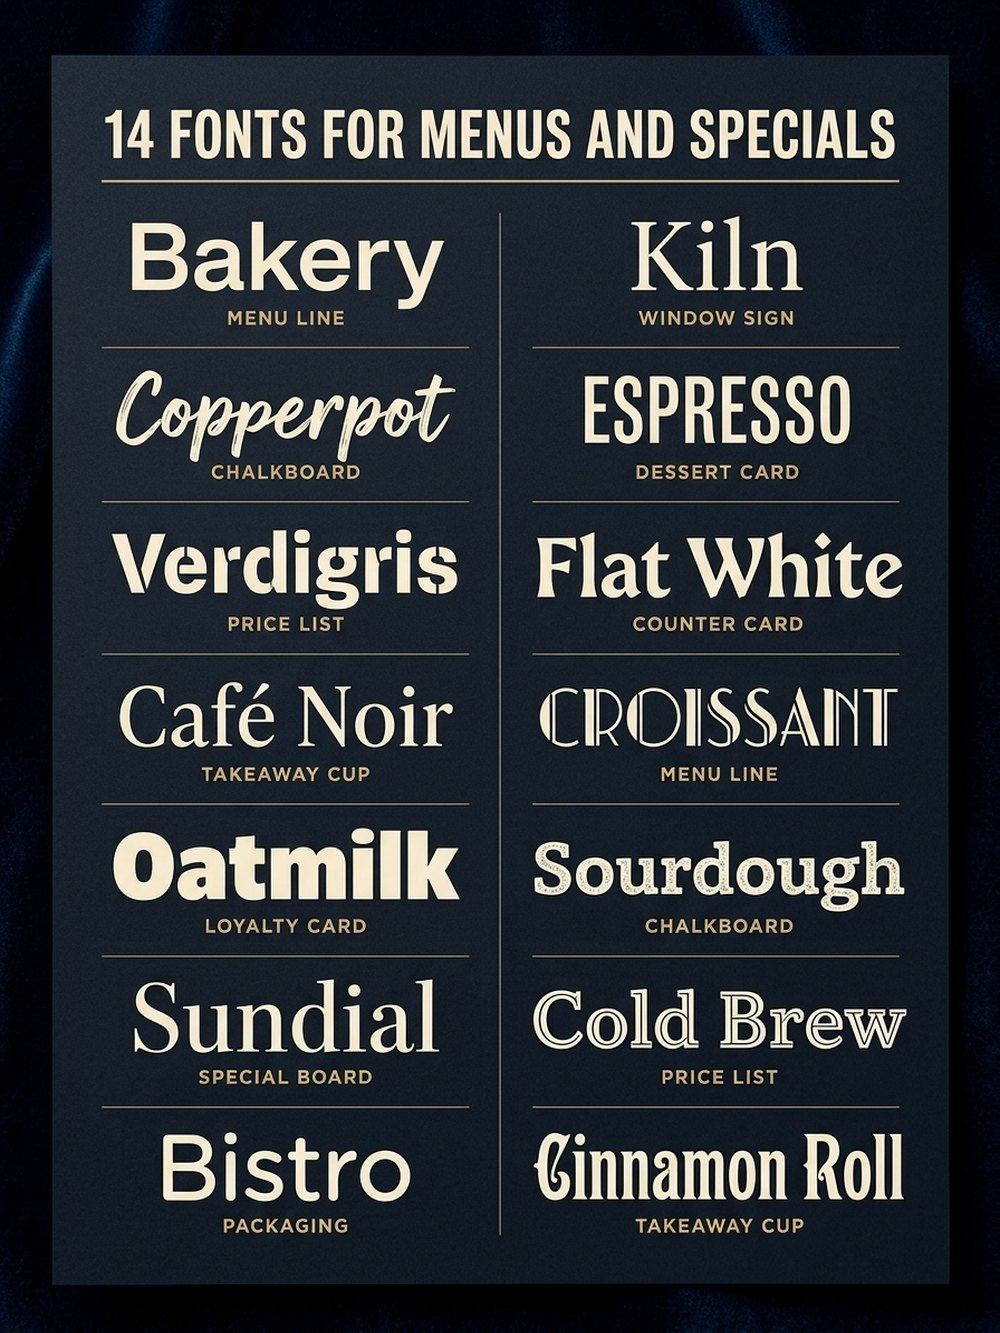 14 FONTS FOR MENUS AND SPECIALS
Bakery
MENU LINE
Copperpot
CHALKBOARD
Verdigris
PRICE LIST
Café Noir
TAKEAWAY CUP
Oatmilk
LOYALTY CARD
Sundial
SPECIAL BOARD
Bistro
PACKAGING
Kiln
WINDOW SIGN
ESPRESSO
DESSERT CARD
Flat White
COUNTER CARD
CROISSANT
MENU LINE
Sourdough
CHALKBOARD
Cold Brew
PRICE LIST
Cinnamon Roll
TAKEAWAY CUP